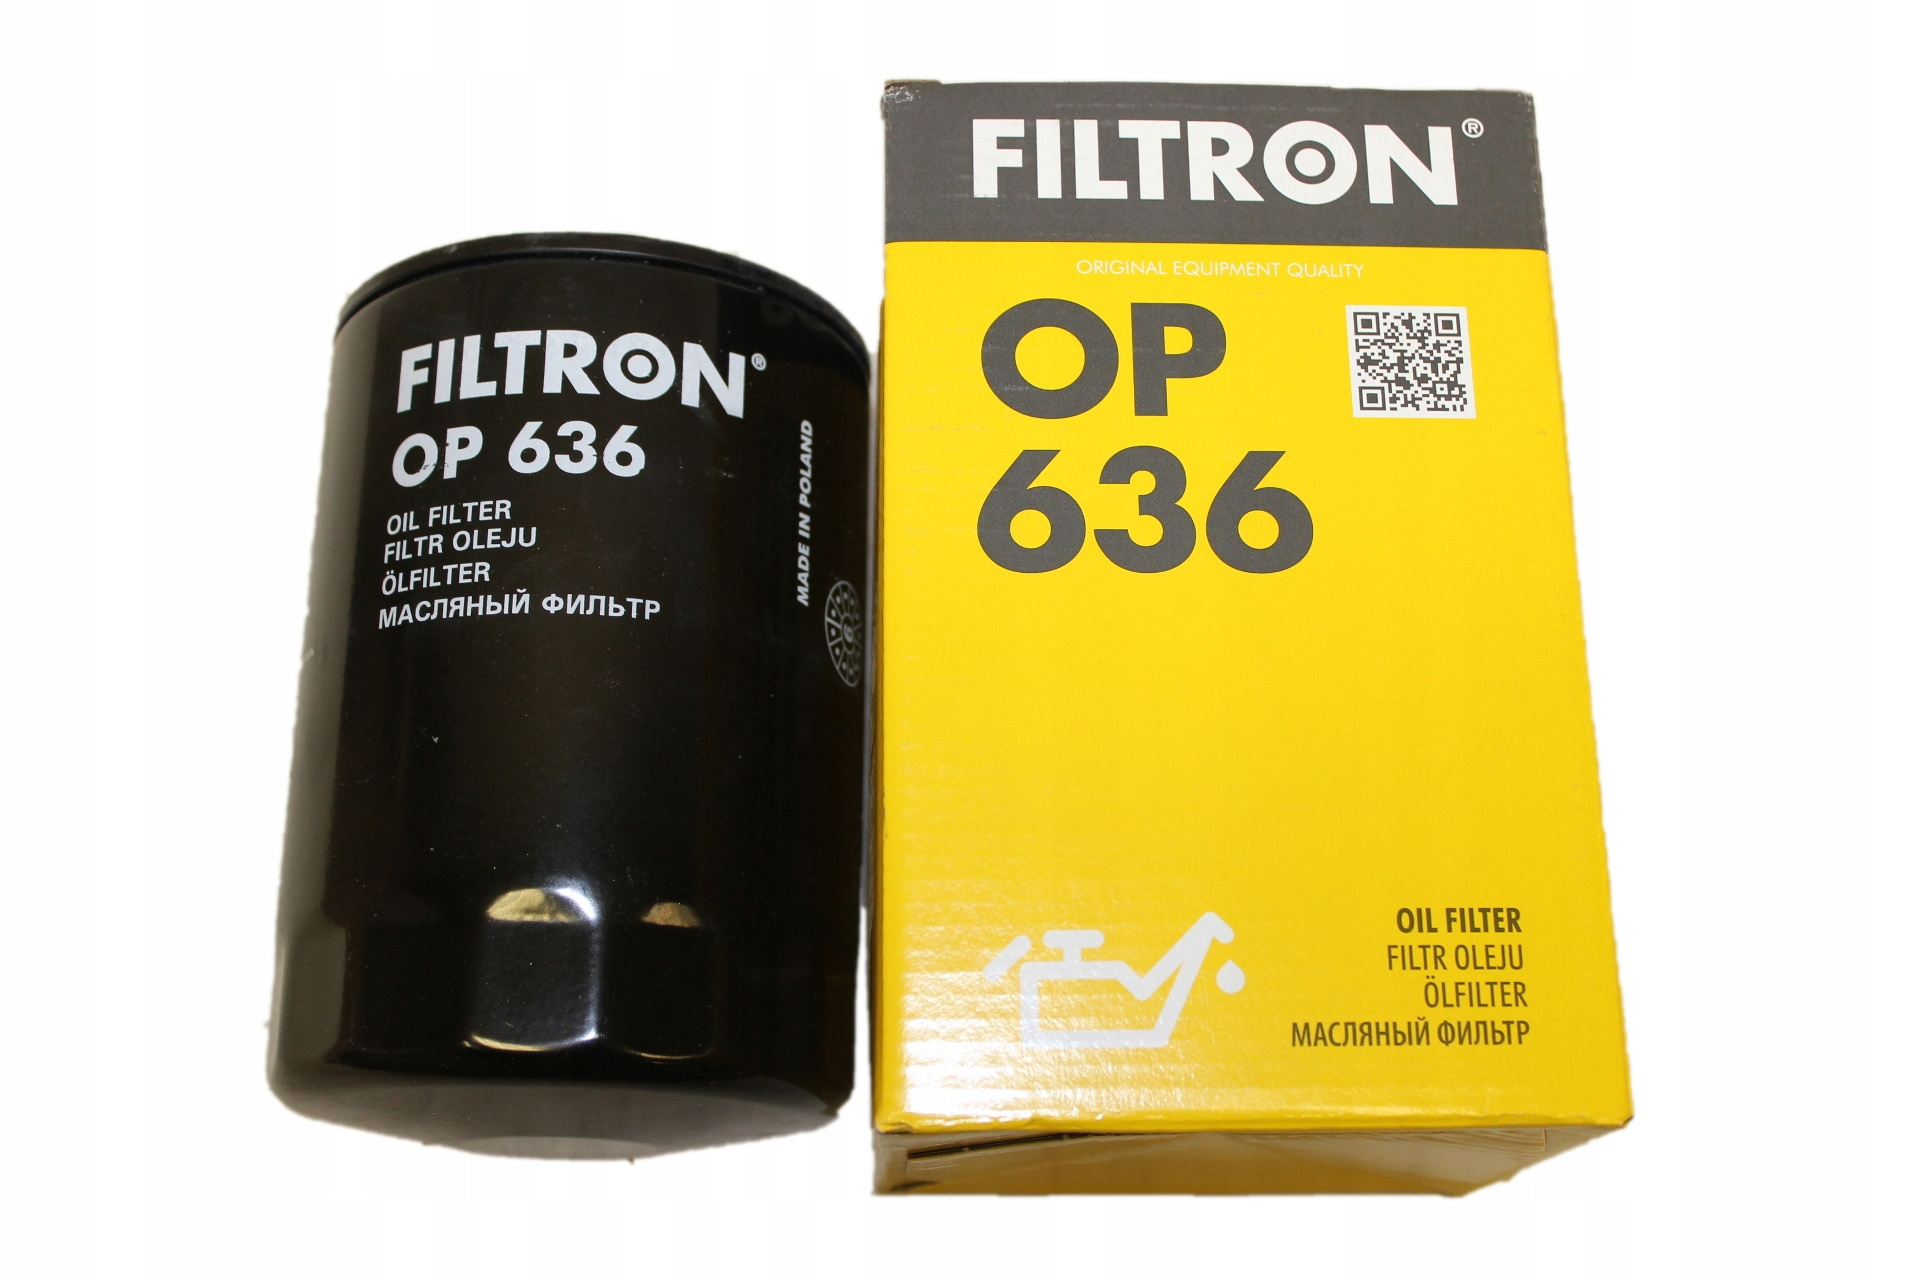 FILTRON®
OP 636
OIL FILTER
FILTR OLEJU
ÖLFILTER
МАСЛЯНЫЙ ФИЛЬТР
MADE IN POLAND
6
FILTRON®
ORIGINAL EQUIPMENT QUALITY
OP
636
OIL FILTER
FILTR OLEJU
ÖLFILTER
МАСЛЯНЫЙ ФИЛЬТР